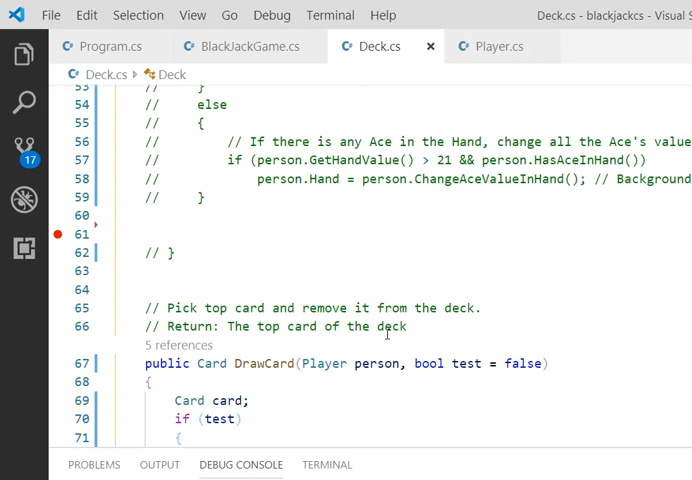 File Edit Selection View Go Debug Terminal Help Deck.cs - blackjackcs - Visual S
Program.cs BlackJackGame.cs Deck.cs Player.cs
Deck.cs Deck
53 // }
54 // else
55 // {
56 // // If there is any Ace in the Hand, change all the Ace's value
57 // if (person.GetHandValue() > 21 && person.HasAceInHand())
58 // person.Hand = person.ChangeAceValueInHand(); // Background
59 // }
60
61
62 // }
63
64
65 // Pick top card and remove it from the deck.
66 // Return: The top card of the deck
5 references
67 public Card DrawCard(Player person, bool test = false)
68 {
69 Card card;
70 if (test)
71 {
17
PROBLEMS OUTPUT DEBUG CONSOLE TERMINAL